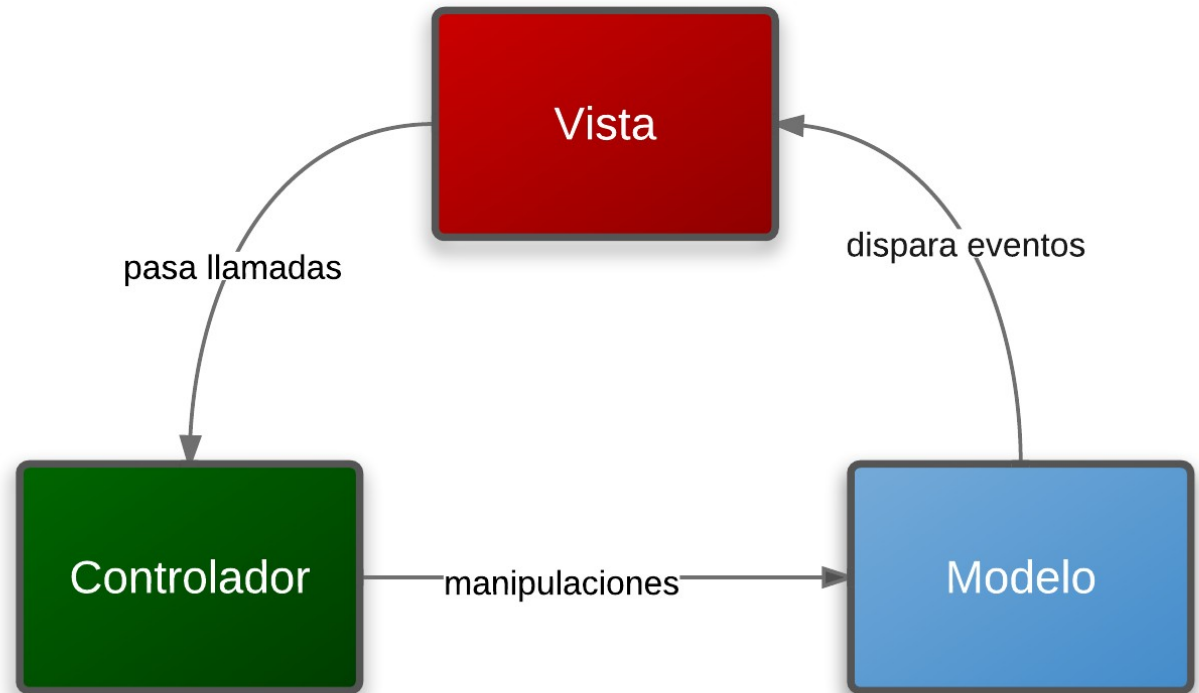 Vista
dispara eventos
pasa llamadas
Controlador
manipulaciones
Modelo